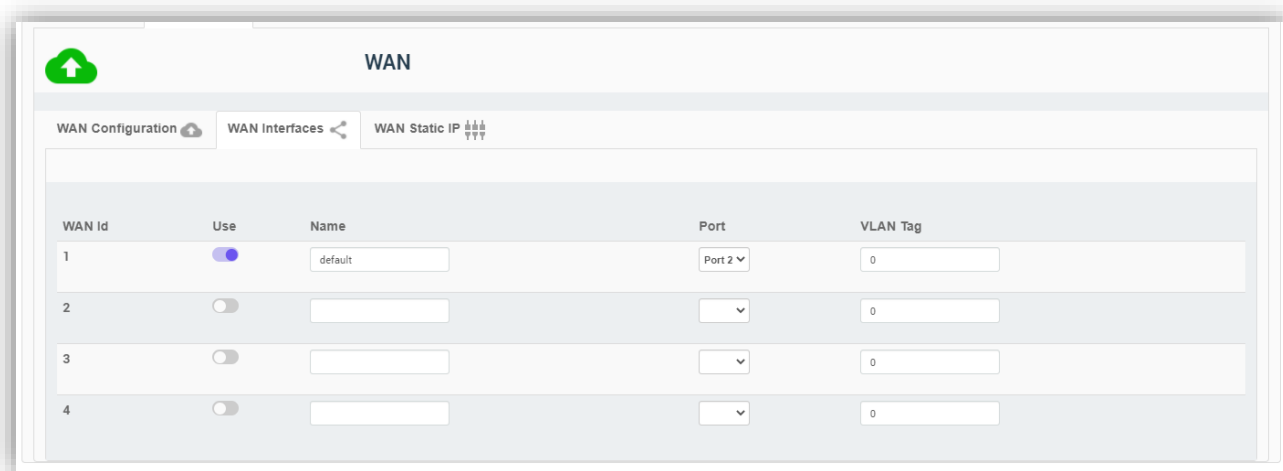 WAN
WAN Configuration WAN Interfaces WAN Static IP
WAN Id Use Name Port VLAN Tag
1 default Port 2 0
2 0
3 0
4 0